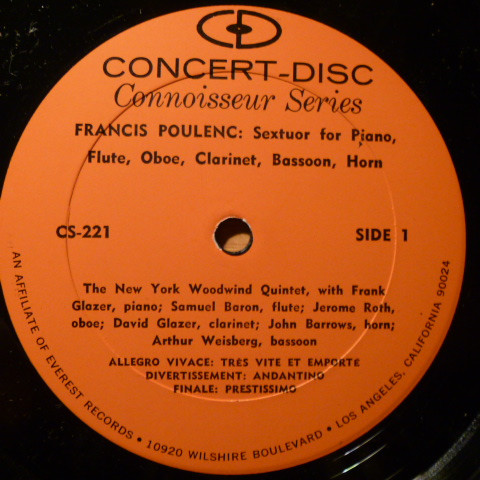 CD
CONCERT-DISC
Connoisseur Series
FRANCIS POULENC: Sextuor for Piano,
Flute, Oboe, Clarinet, Bassoon, Horn
CS-221
SIDE 1
The New York Woodwind Quintet, with Frank
Glazer, piano; Samuel Baron, flute; Jerome Roth,
oboe; David Glazer, clarinet; John Barrows, horn;
Arthur Weisberg, bassoon
ALLEGRO VIVACE: TRES VITE ET EMPORTÉ
DIVERTISSEMENT: ANDANTINO
FINALE: PRESTISSIMO
AN AFFILIATE OF EVEREST RECORDS • 10920 WILSHIRE BOULEVARD • LOS ANGELES, CALIFORNIA 90024